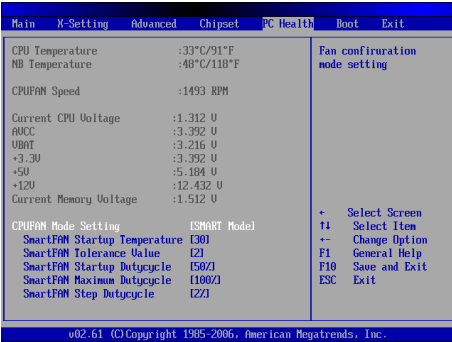 Main X-Setting Advanced Chipset PC Health Boot Exit
CPU Temperature :33°C/91°F
NB Temperature :48°C/118°F
CPUFAN Speed :1493 RPM
Current CPU Voltage :1.312 V
AVCC :3.392 V
VBAT :3.216 V
+3.3V :3.392 V
+5V :5.184 V
+12V :12.432 V
Current Memory Voltage :1.512 V
CPUFAN Mode Setting [SMART Mode]
SmartFAN Startup Temperature [30]
SmartFAN Tolerance Value [2]
SmartFAN Startup Dutycycle [50%]
SmartFAN Maximum Dutycycle [100%]
SmartFAN Step Dutycycle [2%]
Fan confiruration
mode setting
← Select Screen
↑↓ Select Item
+- Change Option
F1 General Help
F10 Save and Exit
ESC Exit
v02.61 (C)Copyright 1985-2006, American Megatrends, Inc.